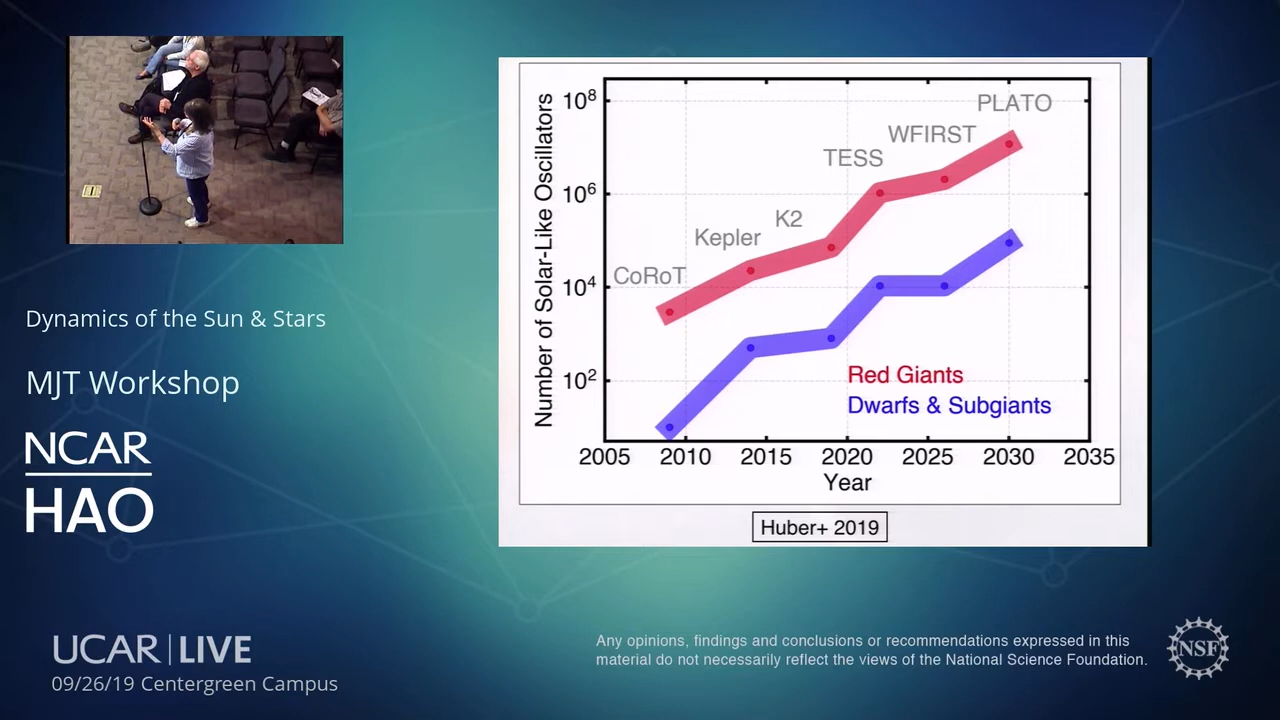 Dynamics of the Sun & Stars
MJT Workshop
NCAR
HAO
UCAR | LIVE
09/26/19 Centergreen Campus
Number of Solar-Like Oscillators
10⁸
10⁶
10⁴
10²
CoRoT
Kepler
K2
TESS
WFIRST
PLATO
Red Giants
Dwarfs & Subgiants
2005 2010 2015 2020 2025 2030 2035
Year
Huber+ 2019
Any opinions, findings and conclusions or recommendations expressed in this
material do not necessarily reflect the views of the National Science Foundation.
NSF